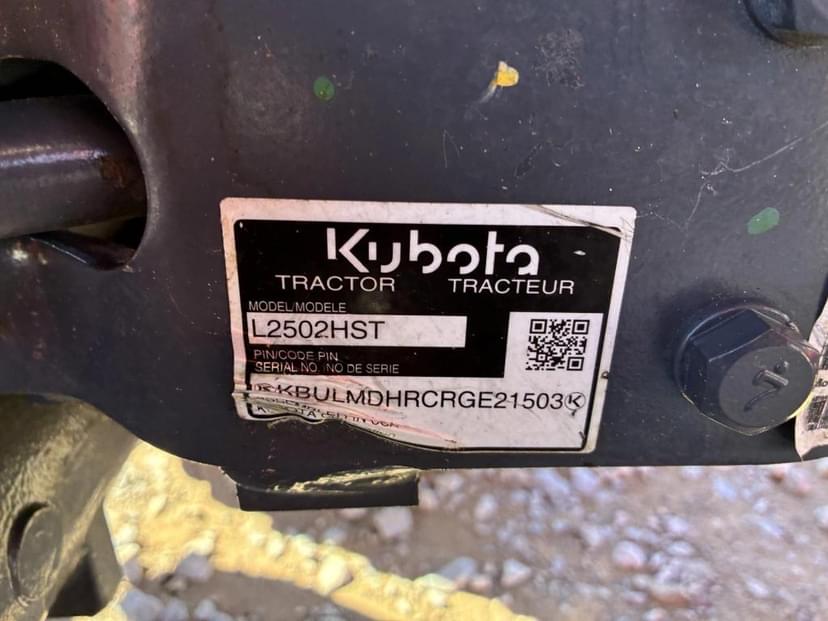 Kubota
TRACTOR TRACTEUR
MODEL/MODELE
L2502HST
PIN/CODE PIN
SERIAL NO. /NO DE SERIE
KBULMDHRCRGE21503